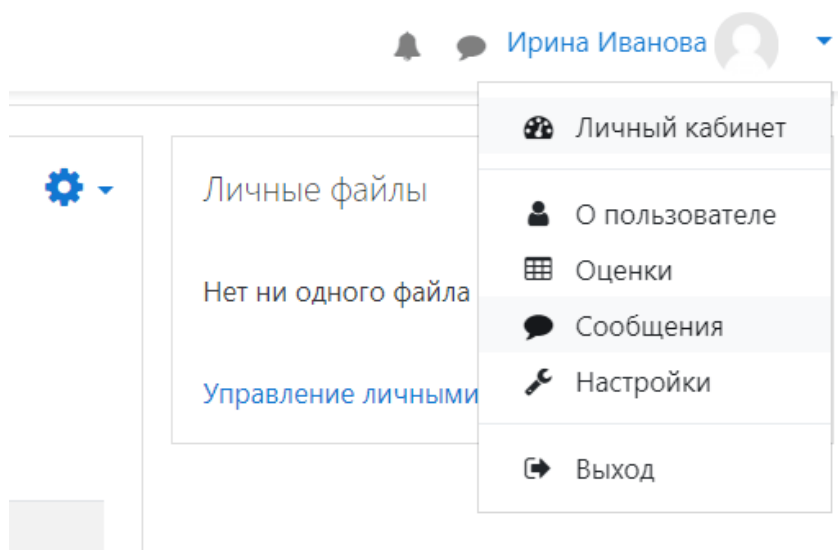 Ирина Иванова
Личный кабинет
Личные файлы
О пользователе
Оценки
Нет ни одного файла
Сообщения
Настройки
Управление личными
Выход